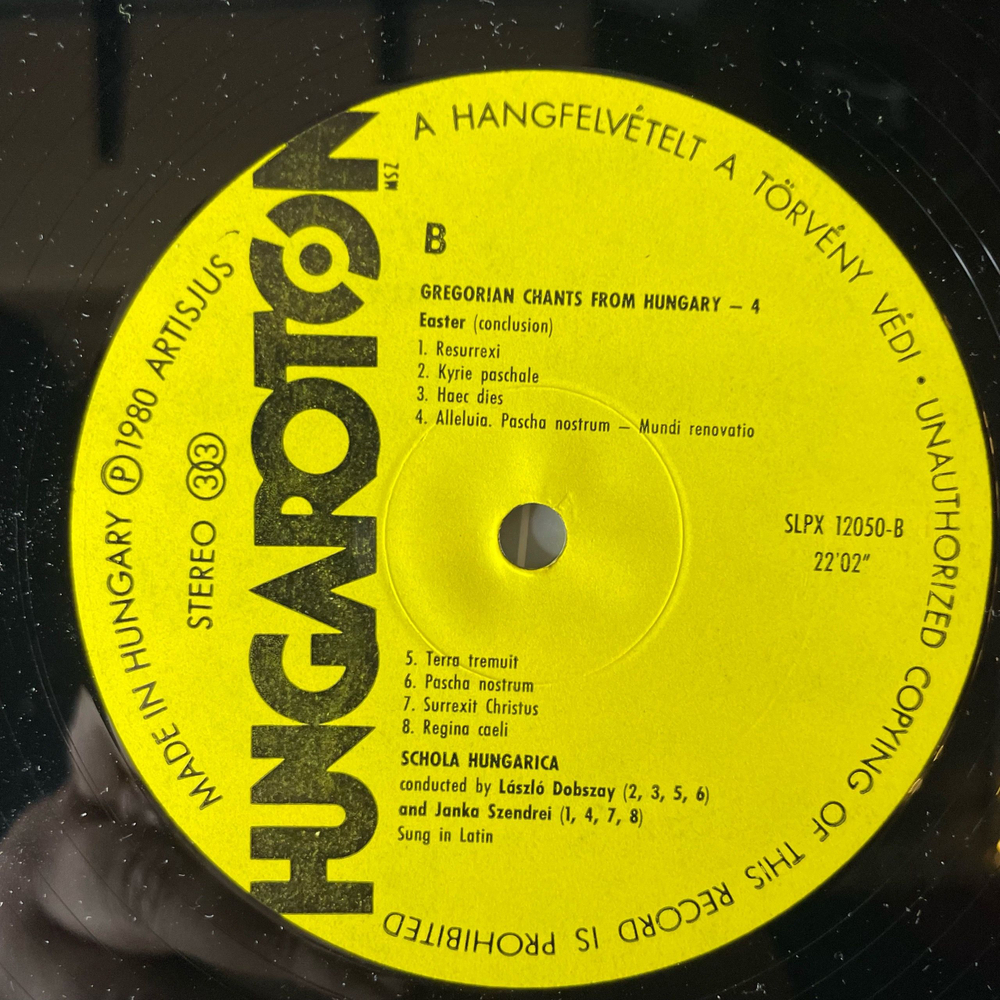 A HANGFELVÉTELT A TÖRVÉNY VÉDI • UNAUTHORIZED COPYING OF THIS RECORD IS PROHIBITED
MADE IN HUNGARY Ⓟ 1980 ARTISJUS
STEREO 33
HUNGAROTON
MSZ
B
GREGORIAN CHANTS FROM HUNGARY – 4
Easter (conclusion)
1. Resurrexi
2. Kyrie paschale
3. Haec dies
4. Alleluia. Pascha nostrum – Mundi renovatio
SLPX 12050-B
22'02"
5. Terra tremuit
6. Pascha nostrum
7. Surrexit Christus
8. Regina caeli
SCHOLA HUNGARICA
conducted by László Dobszay (2, 3, 5, 6)
and Janka Szendrei (1, 4, 7, 8)
Sung in Latin